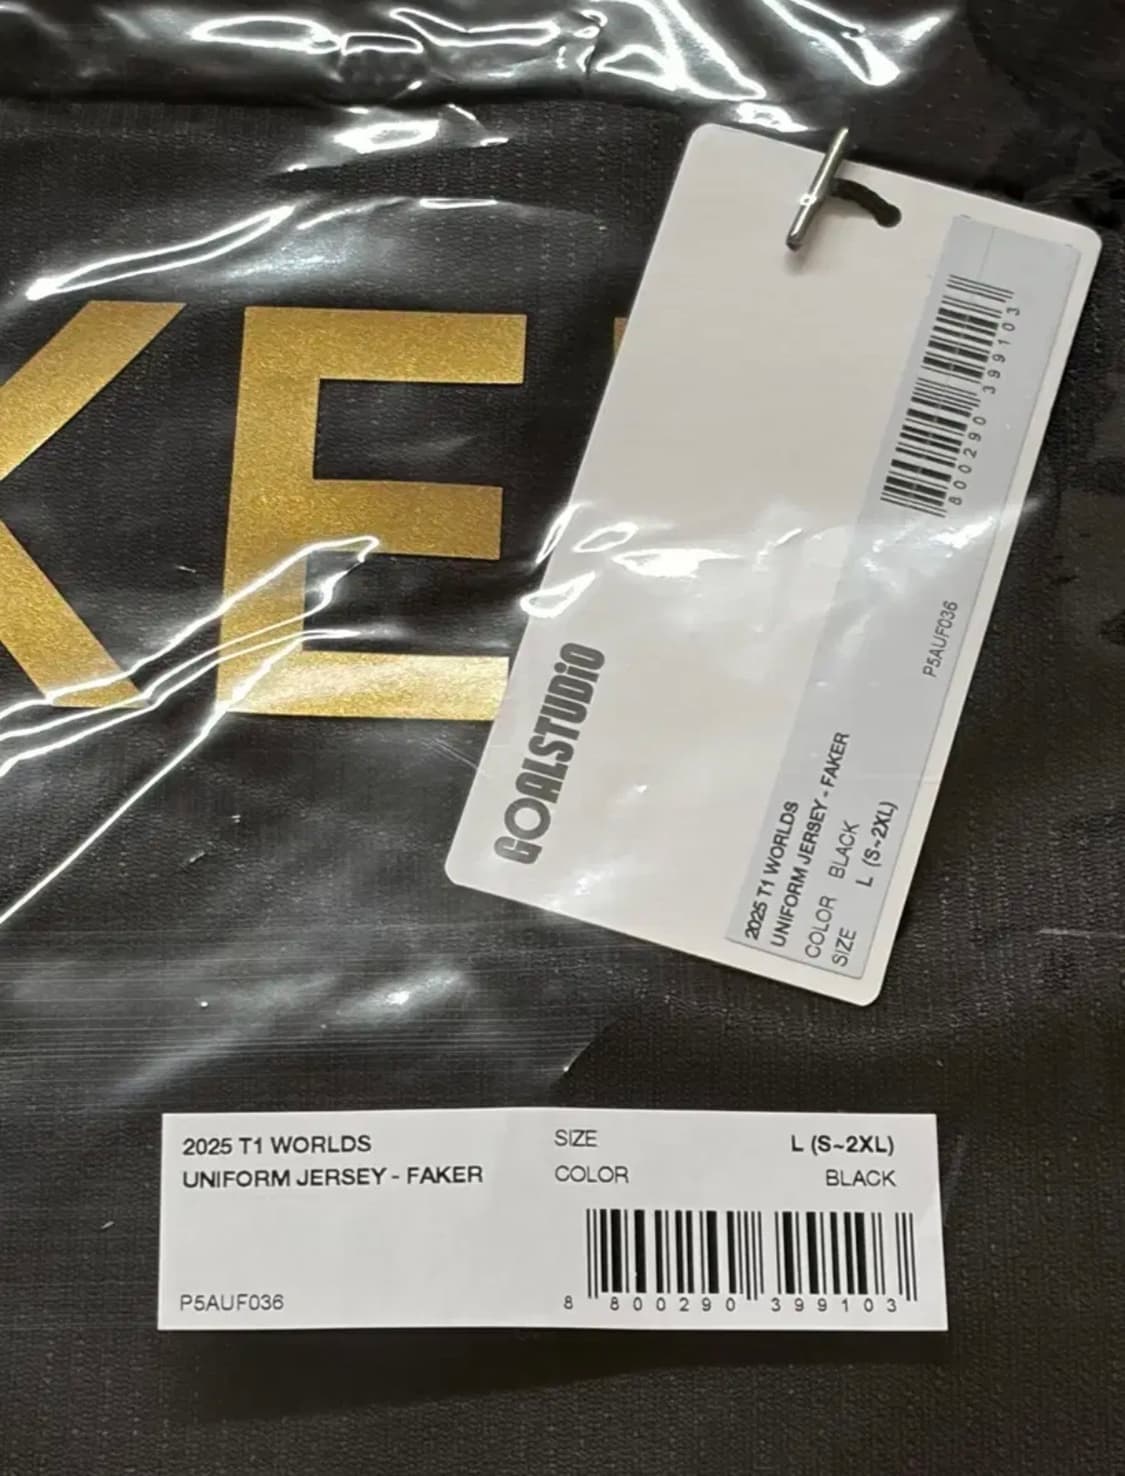 KE
GOALSTUDiO
8 800290 399103
P5AUF036
2025 T1 WORLDS
UNIFORM JERSEY - FAKER
COLOR BLACK
SIZE L (S~2XL)
2025 T1 WORLDS
UNIFORM JERSEY - FAKER
SIZE L (S~2XL)
COLOR BLACK
P5AUF036
8 800290 399103